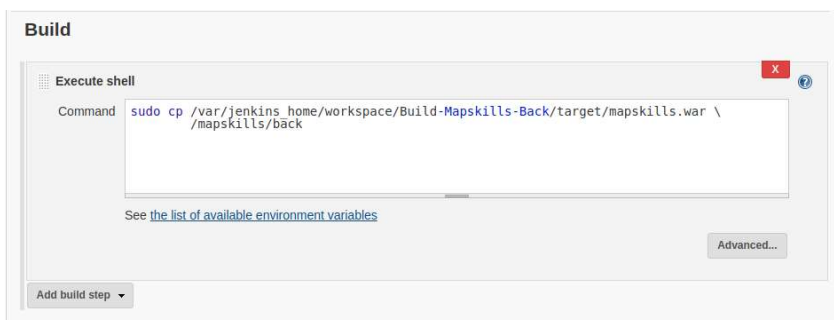 Build
X
Execute shell
Command
sudo cp /var/jenkins_home/workspace/Build-Mapskills-Back/target/mapskills.war \
/mapskills/back
See the list of available environment variables
Advanced...
Add build step